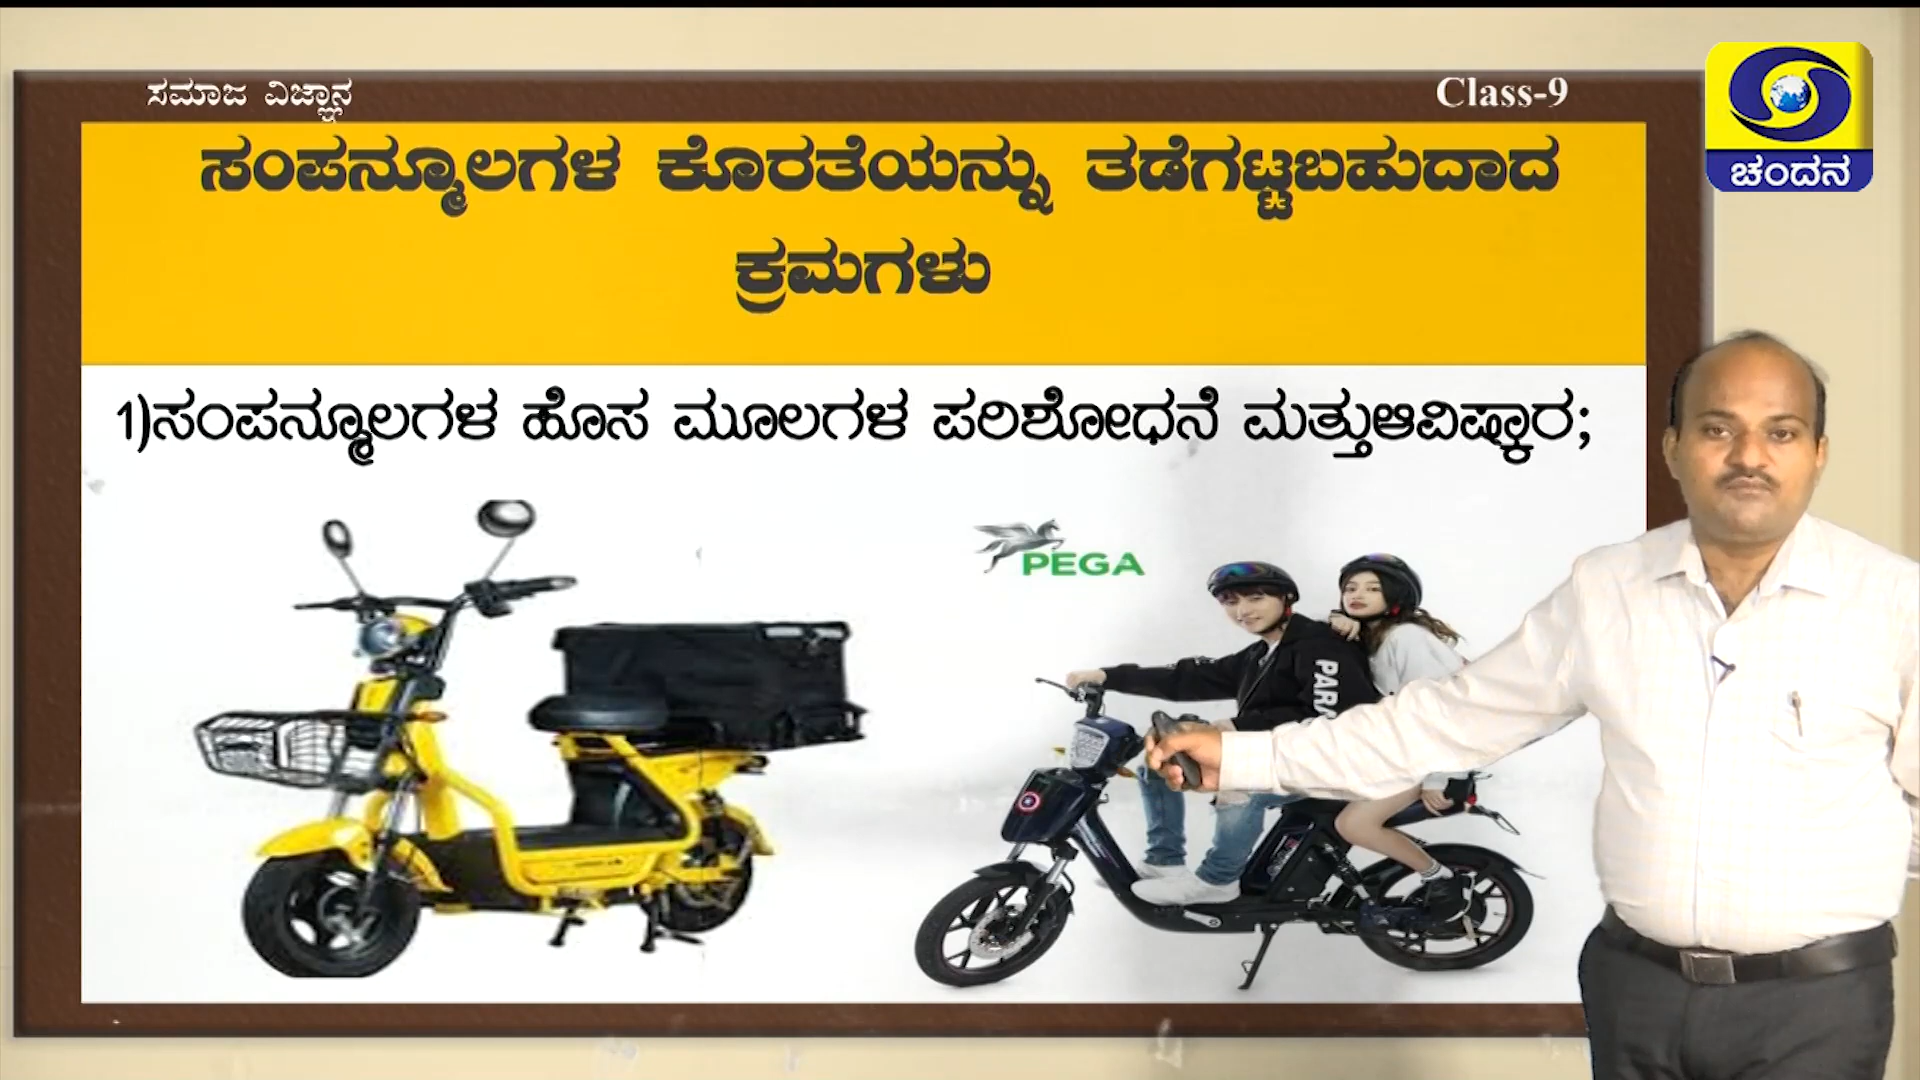 ಸಮಾಜ ವಿಜ್ಞಾನ
Class-9
ಚಂದನ
ಸಂಪನ್ಮೂಲಗಳ ಕೊರತೆಯನ್ನು ತಡೆಗಟ್ಟಬಹುದಾದ
ಕ್ರಮಗಳು
1)ಸಂಪನ್ಮೂಲಗಳ ಹೊಸ ಮೂಲಗಳ ಪರಿಶೋಧನೆ ಮತ್ತುಆವಿಷ್ಕಾರ;
PEGA